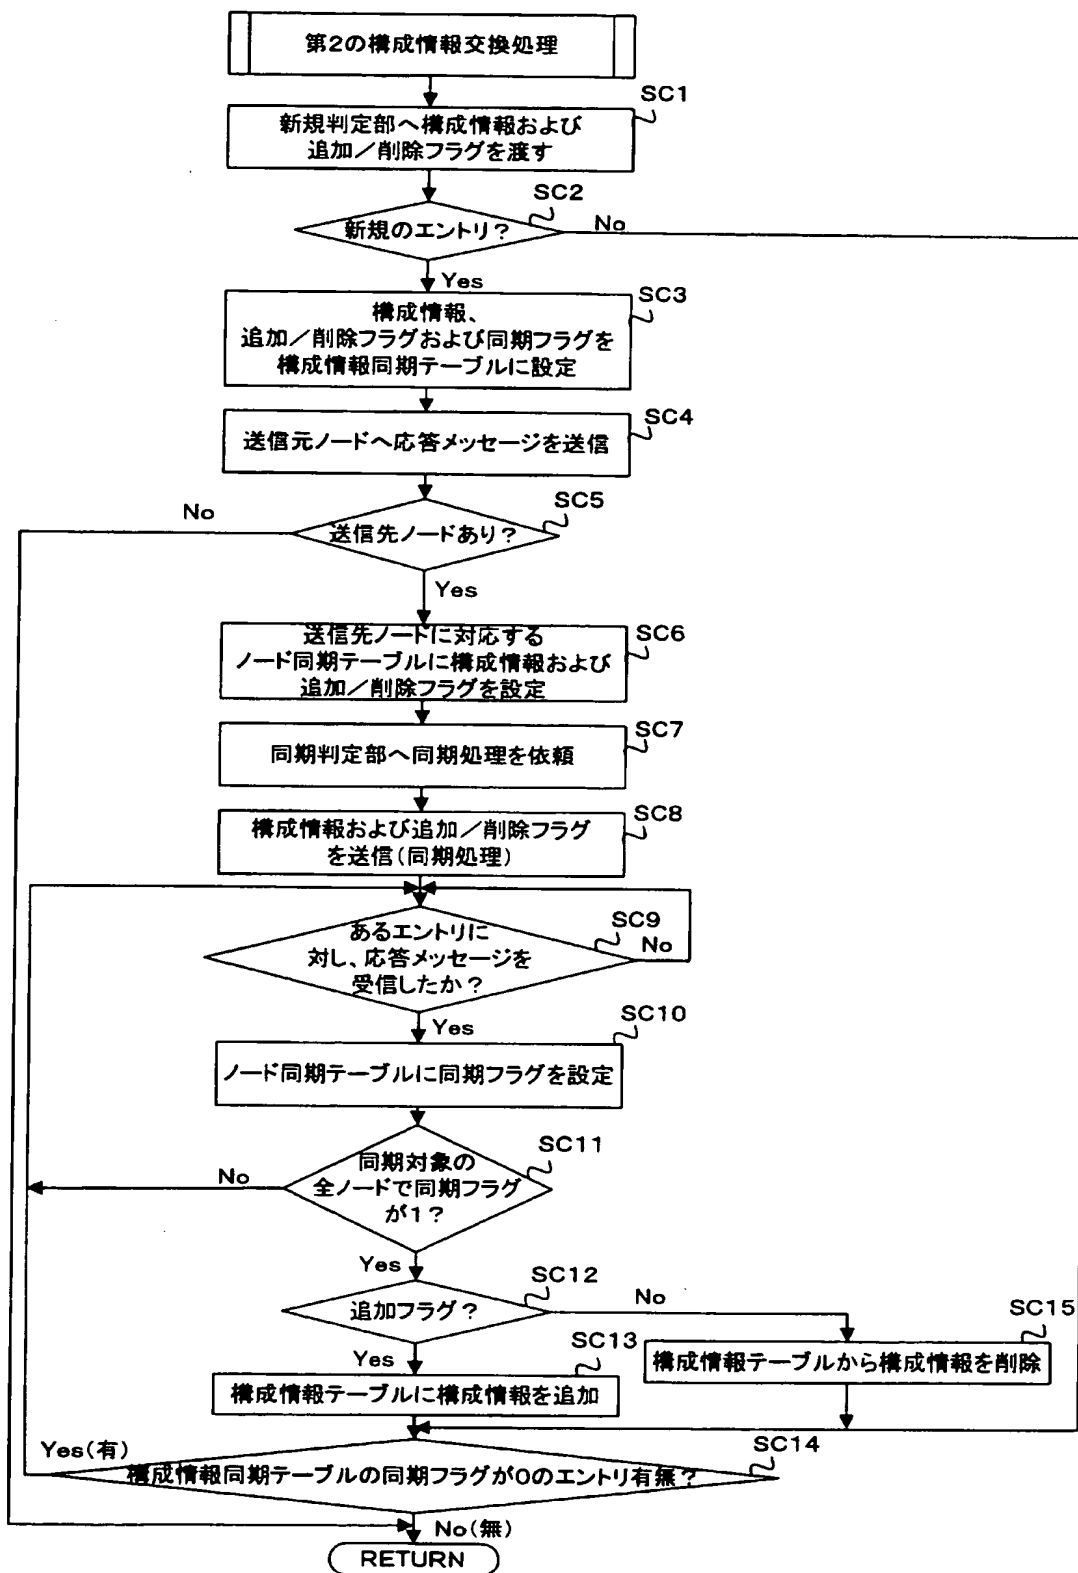 第2の構成情報交換処理
SC1
新規判定部へ構成情報および
追加／削除フラグを渡す
SC2
新規のエントリ？
No
Yes
SC3
構成情報、
追加／削除フラグおよび同期フラグを
構成情報同期テーブルに設定
SC4
送信元ノードへ応答メッセージを送信
SC5
No
送信先ノードあり？
Yes
SC6
送信先ノードに対応する
ノード同期テーブルに構成情報および
追加／削除フラグを設定
SC7
同期判定部へ同期処理を依頼
SC8
構成情報および追加／削除フラグ
を送信(同期処理)
SC9
あるエントリに
対し、応答メッセージを
受信したか？
No
Yes
SC10
ノード同期テーブルに同期フラグを設定
SC11
同期対象の
全ノードで同期フラグ
が1？
No
Yes
SC12
追加フラグ？
No
Yes
SC13
構成情報テーブルに構成情報を追加
SC15
構成情報テーブルから構成情報を削除
Yes(有)
SC14
構成情報同期テーブルの同期フラグが0のエントリ有無？
No(無)
RETURN